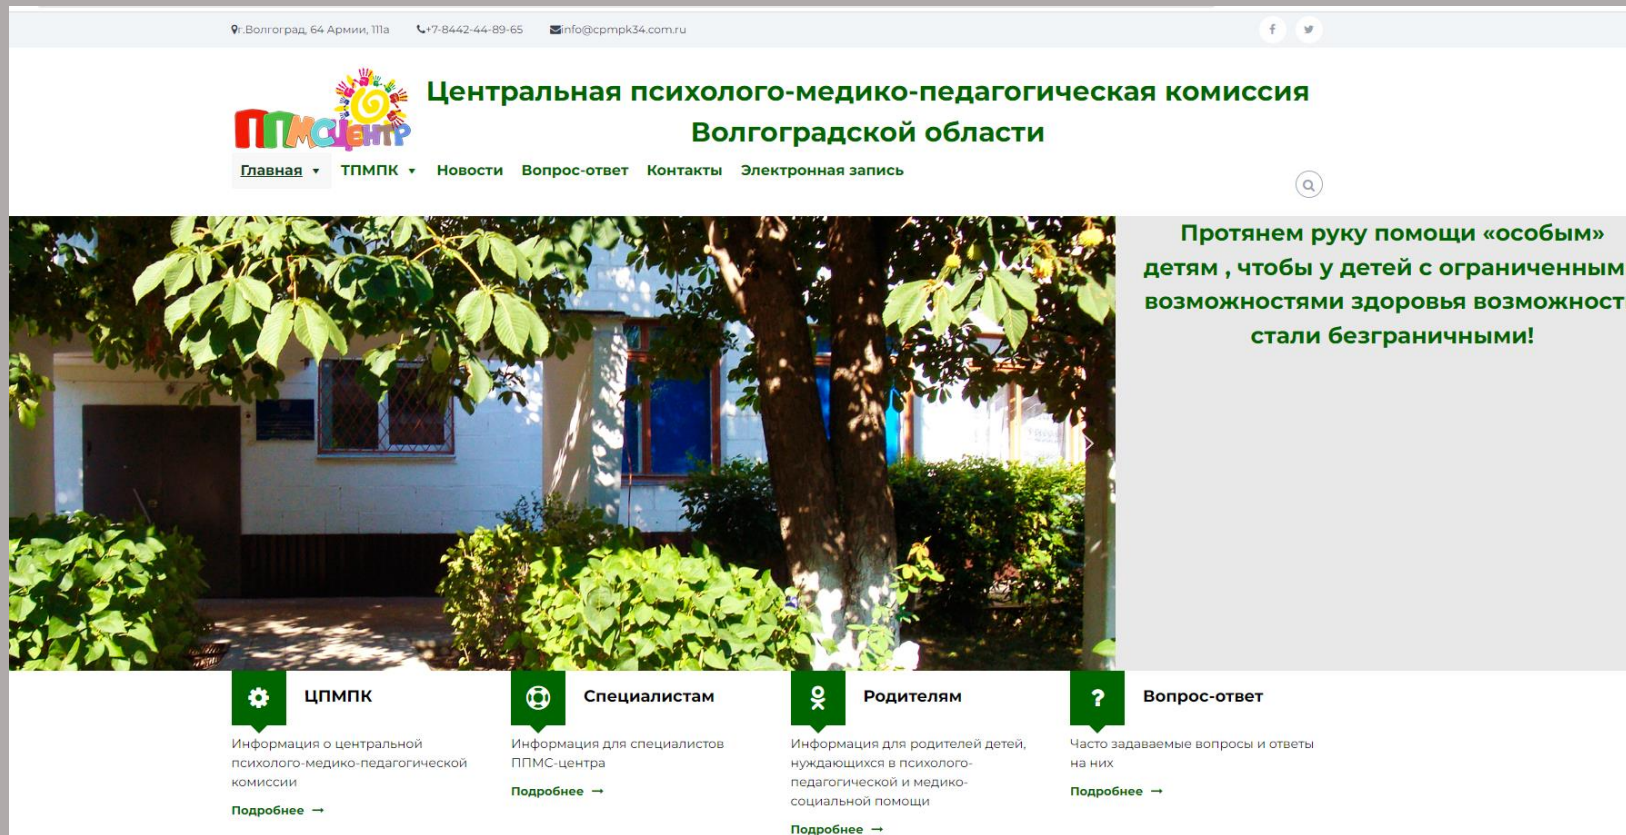 г.Волгоград, 64 Армии, 111а +7-8442-44-89-65 info@cpmpk34.com.ru
ППМСЦЕНТР
Центральная психолого-медико-педагогическая комиссия
Волгоградской области
Главная ТПМПК Новости Вопрос-ответ Контакты Электронная запись
Протянем руку помощи «особым»
детям , чтобы у детей с ограниченным
возможностями здоровья возможност
стали безграничными!
ЦПМПК
Информация о центральной
психолого-медико-педагогической
комиссии
Подробнее →
Специалистам
Информация для специалистов
ППМС-центра
Подробнее →
Родителям
Информация для родителей детей,
нуждающихся в психолого-
педагогической и медико-
социальной помощи
Подробнее →
Вопрос-ответ
Часто задаваемые вопросы и ответы
на них
Подробнее →